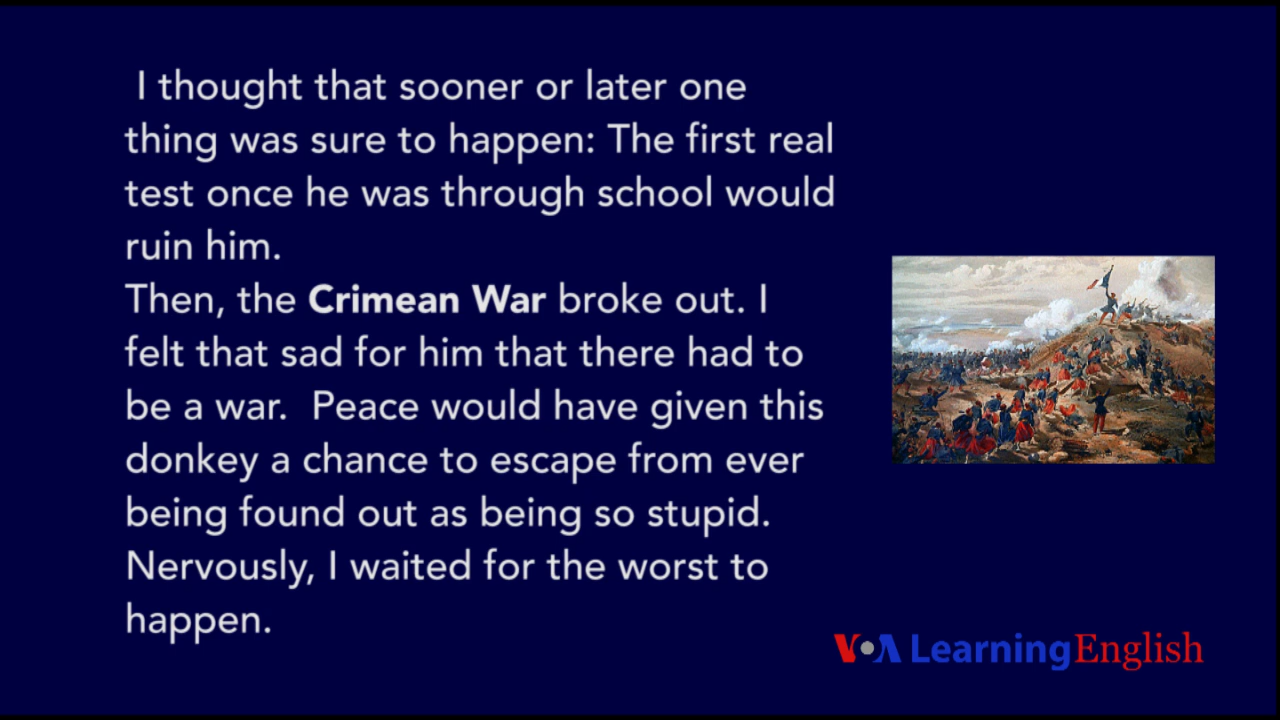 I thought that sooner or later one
thing was sure to happen: The first real
test once he was through school would
ruin him.
Then, the Crimean War broke out. I
felt that sad for him that there had to
be a war.  Peace would have given this
donkey a chance to escape from ever
being found out as being so stupid.
Nervously, I waited for the worst to
happen.
VOA Learning English